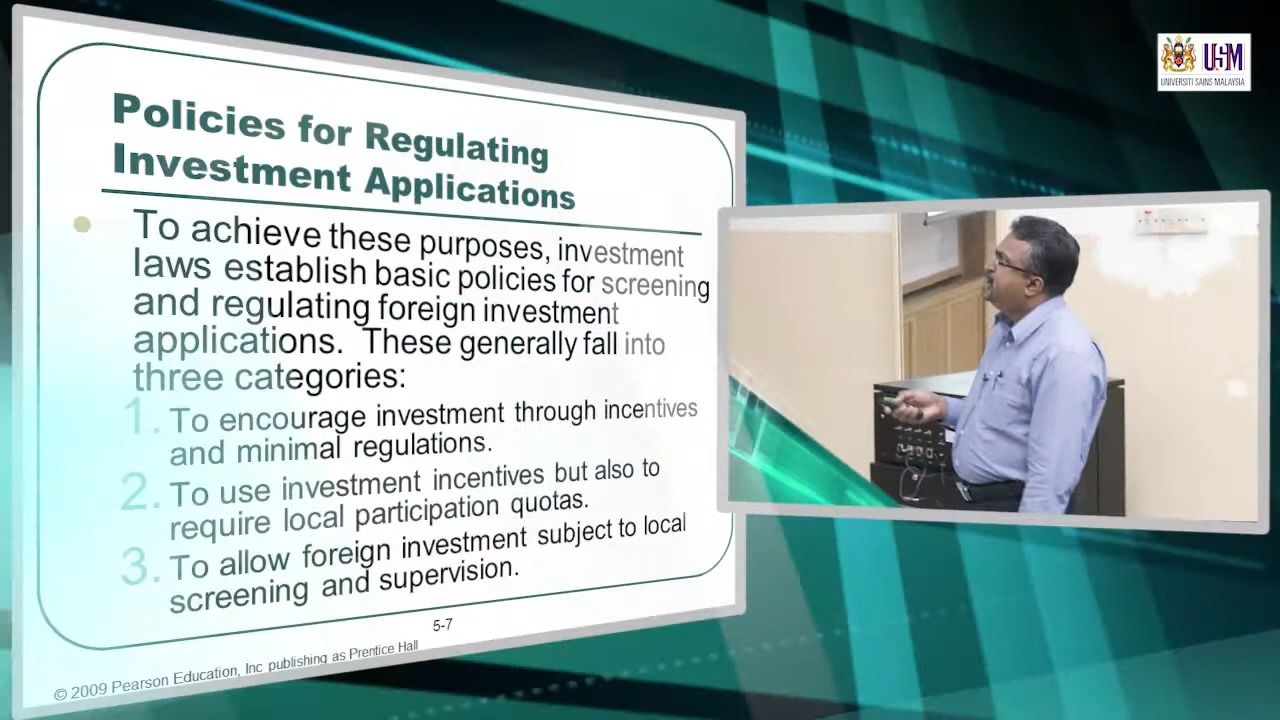 Policies for Regulating
Investment Applications
To achieve these purposes, investment
laws establish basic policies for screening
and regulating foreign investment
applications. These generally fall into
three categories:
1. To encourage investment through incentives
and minimal regulations.
2. To use investment incentives but also to
require local participation quotas.
3. To allow foreign investment subject to local
screening and supervision.
5-7
© 2009 Pearson Education, Inc publishing as Prentice Hall
USM
UNIVERSITI SAINS MALAYSIA